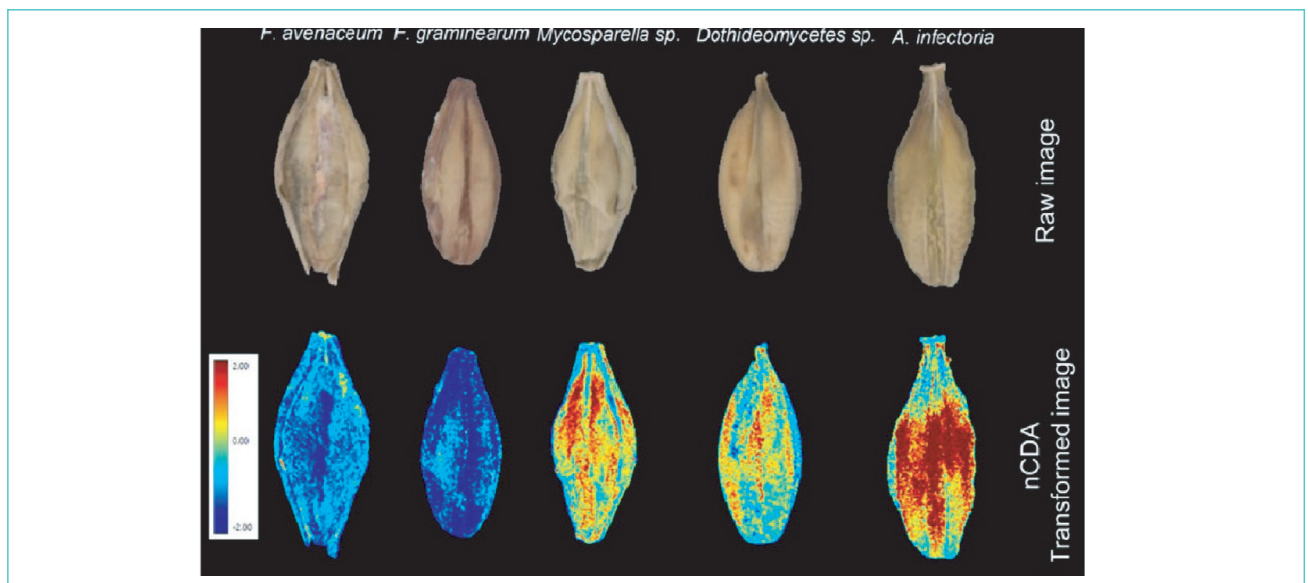 F. avenaceum F. graminearum Mycosparella sp. Dothideomycetes sp. A. infectoria
Raw image
2.00
0.00
-2.00
nCDA
Transformed image